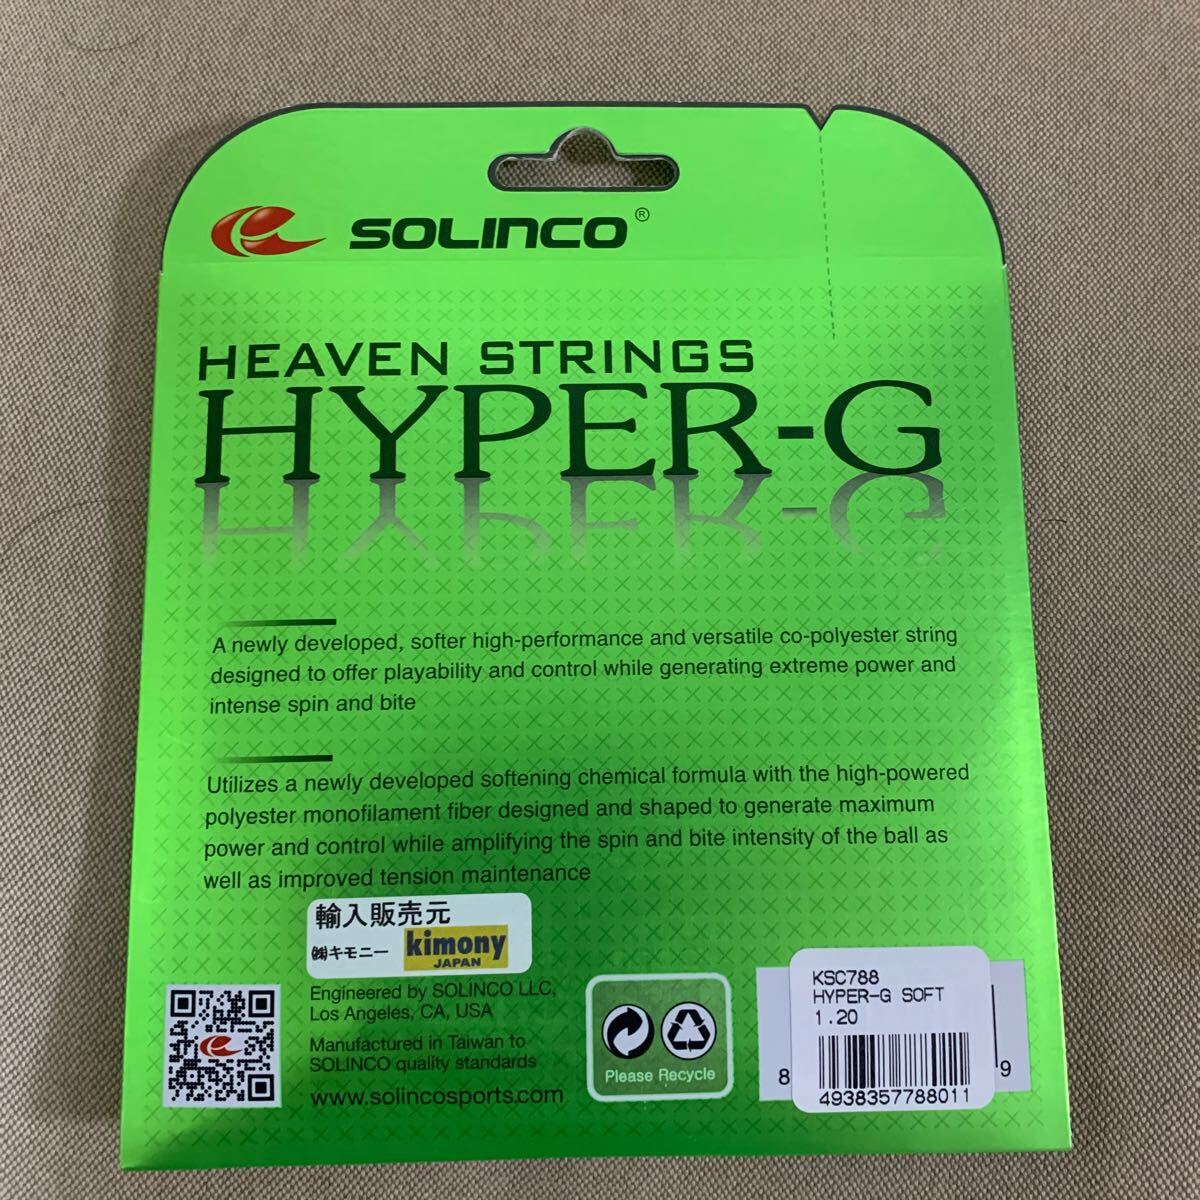 SOLINCO®
HEAVEN STRINGS
HYPER-G
A newly developed, softer high-performance and versatile co-polyester string
designed to offer playability and control while generating extreme power and
intense spin and bite
Utilizes a newly developed softening chemical formula with the high-powered
polyester monofilament fiber designed and shaped to generate maximum
power and control while amplifying the spin and bite intensity of the ball as
well as improved tension maintenance
輸入販売元
㈱キモニー kimony
JAPAN
Engineered by SOLINCO LLC,
Los Angeles, CA, USA
Manufactured in Taiwan to
SOLINCO quality standards
www.solincosports.com
Please Recycle
KSC788
HYPER-G SOFT
1.20
4938357788011
8 9